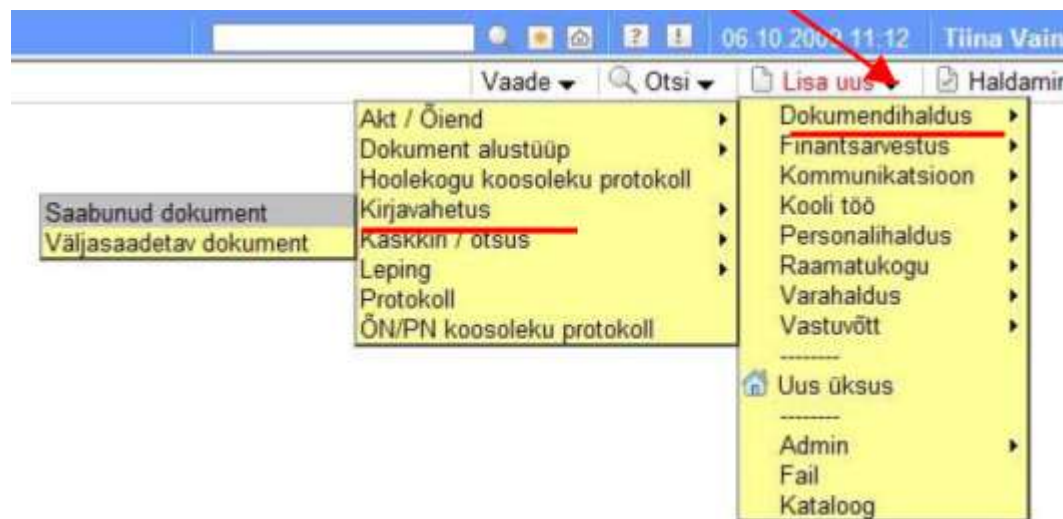 06.10.2009 11:12 Tiina Vain
Vaade Otsi Lisa uus Haldamin
Saabunud dokument
Väljasaadetav dokument
Akt / Õiend
Dokument alustüüp
Hoolekogu koosoleku protokoll
Kirjavahetus
Käskkiri / otsus
Leping
Protokoll
ÕN/PN koosoleku protokoll
Dokumendihaldus
Finantsarvestus
Kommunikatsioon
Kooli töö
Personalihaldus
Raamatukogu
Varahaldus
Vastuvõtt
--------
Uus üksus
--------
Admin
Fail
Kataloog